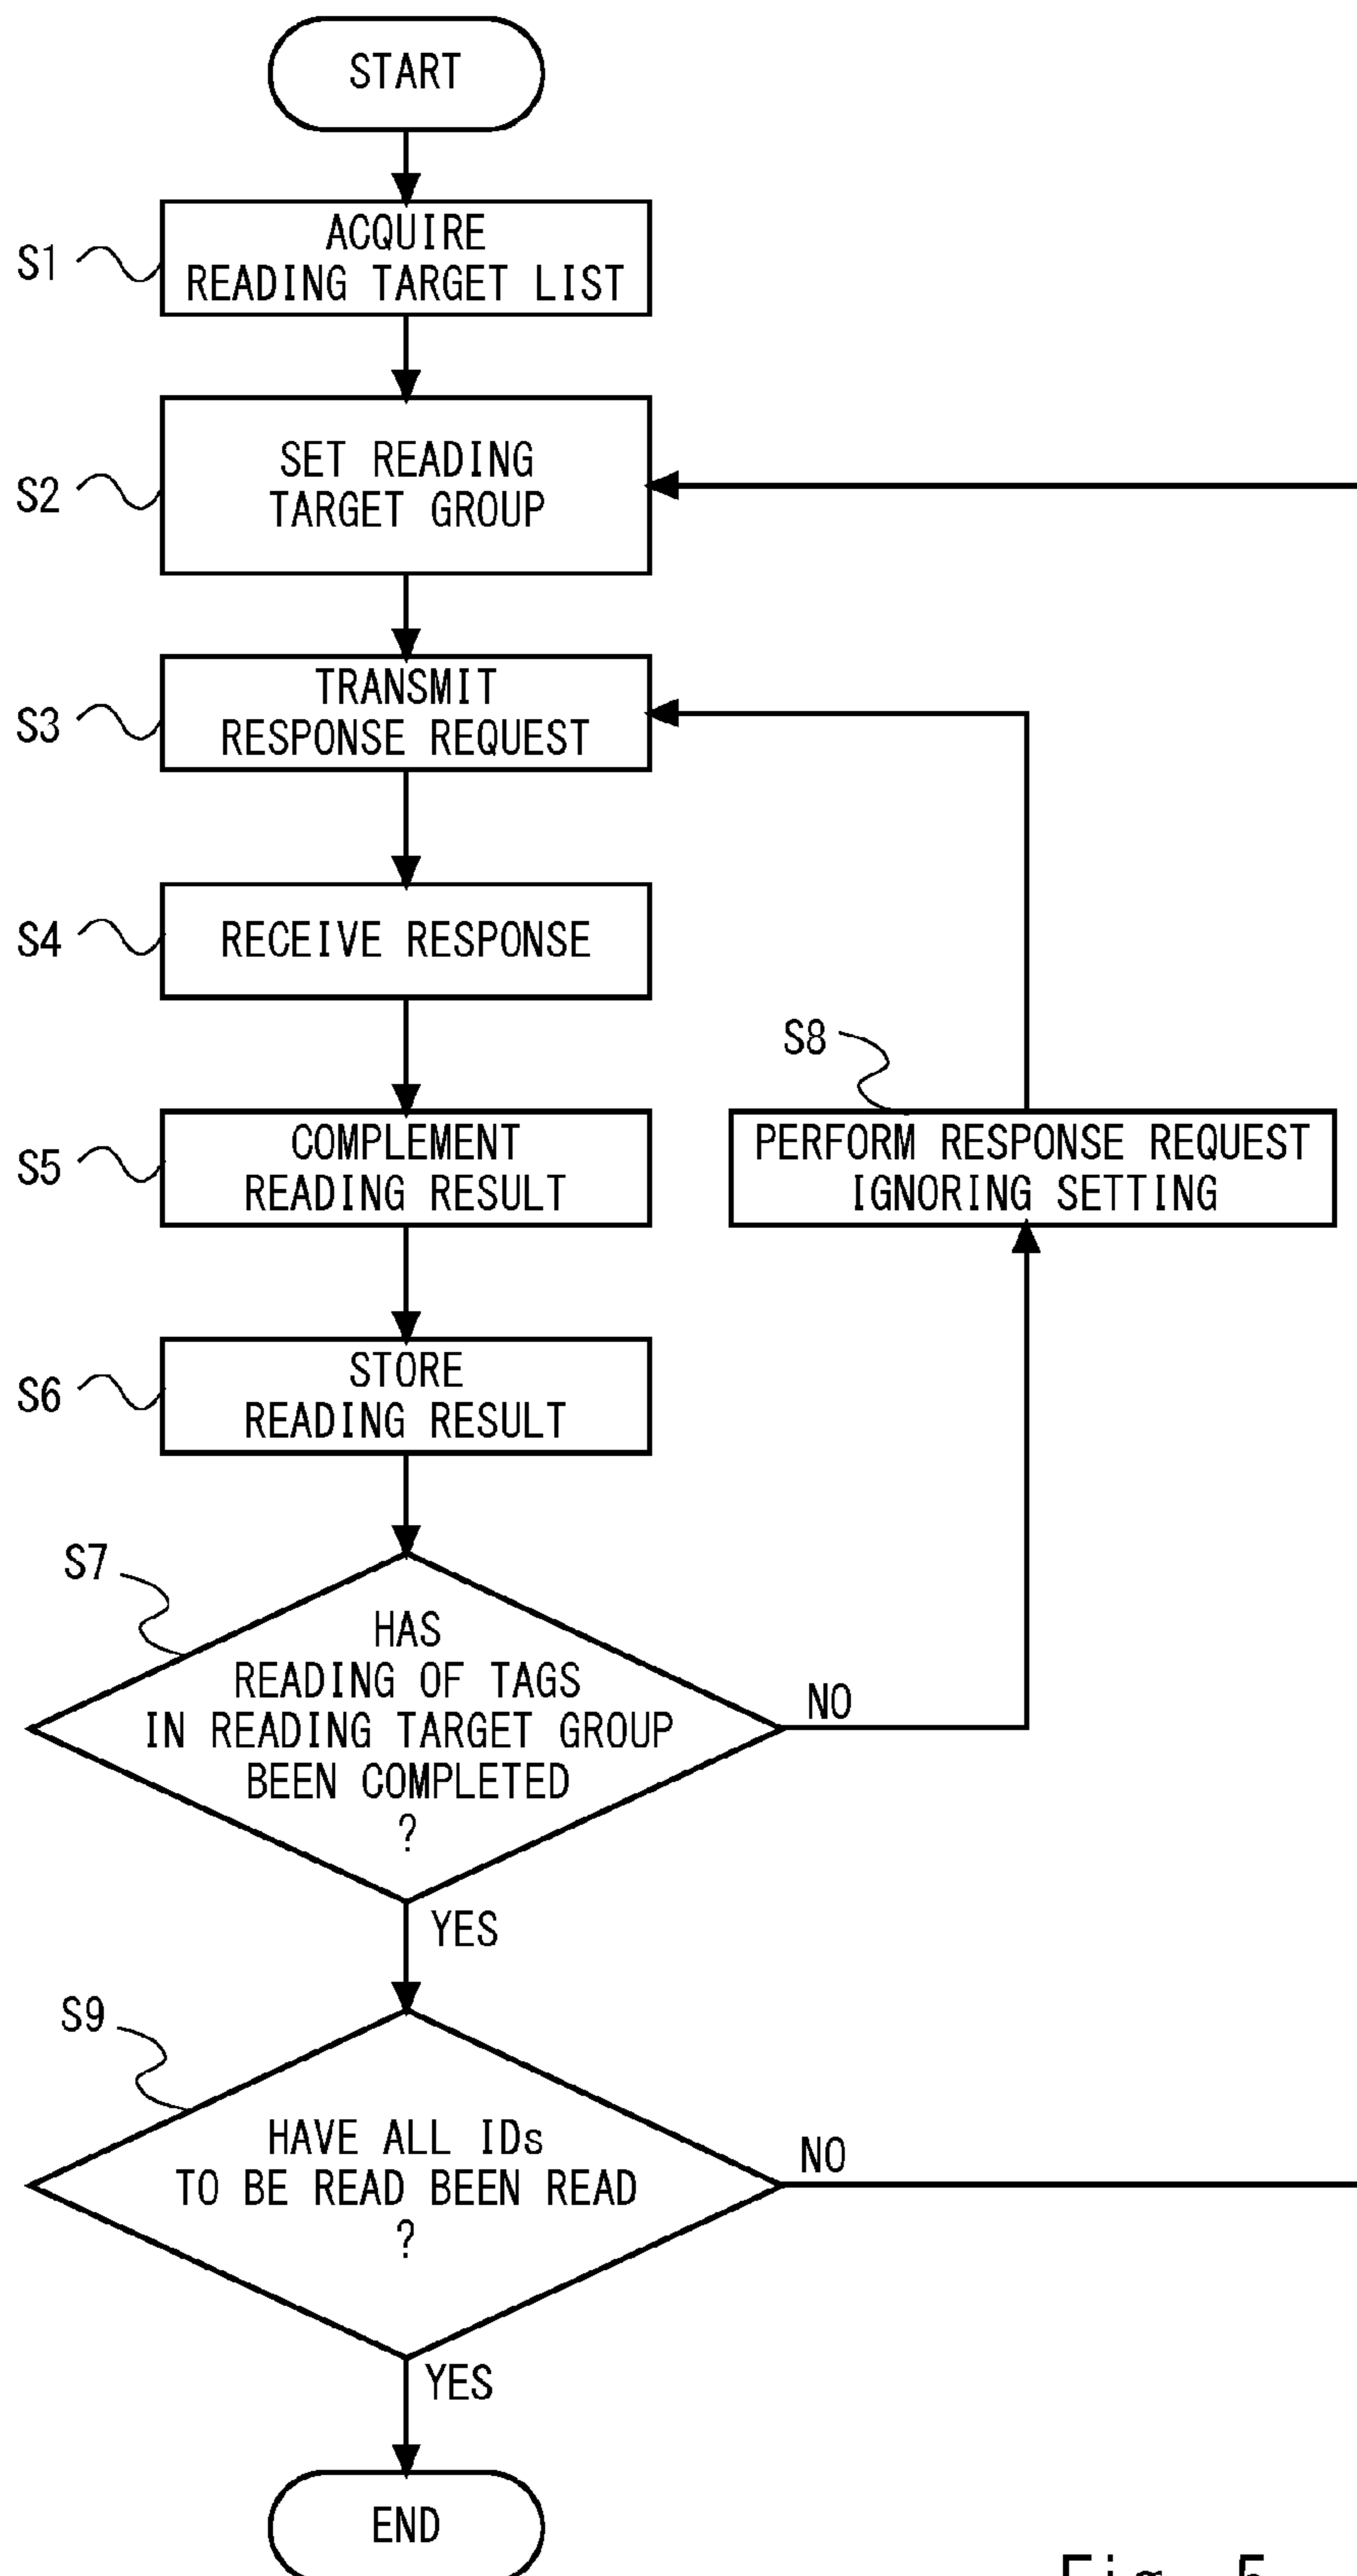 START
S1
ACQUIRE
READING TARGET LIST
S2
SET READING
TARGET GROUP
S3
TRANSMIT
RESPONSE REQUEST
S4
RECEIVE RESPONSE
S8
S5
COMPLEMENT
READING RESULT
PERFORM RESPONSE REQUEST
IGNORING SETTING
S6
STORE
READING RESULT
S7
HAS
READING OF TAGS
IN READING TARGET GROUP
BEEN COMPLETED
?
NO
YES
S9
HAVE ALL IDs
TO BE READ BEEN READ
?
NO
YES
END
Fig. 5